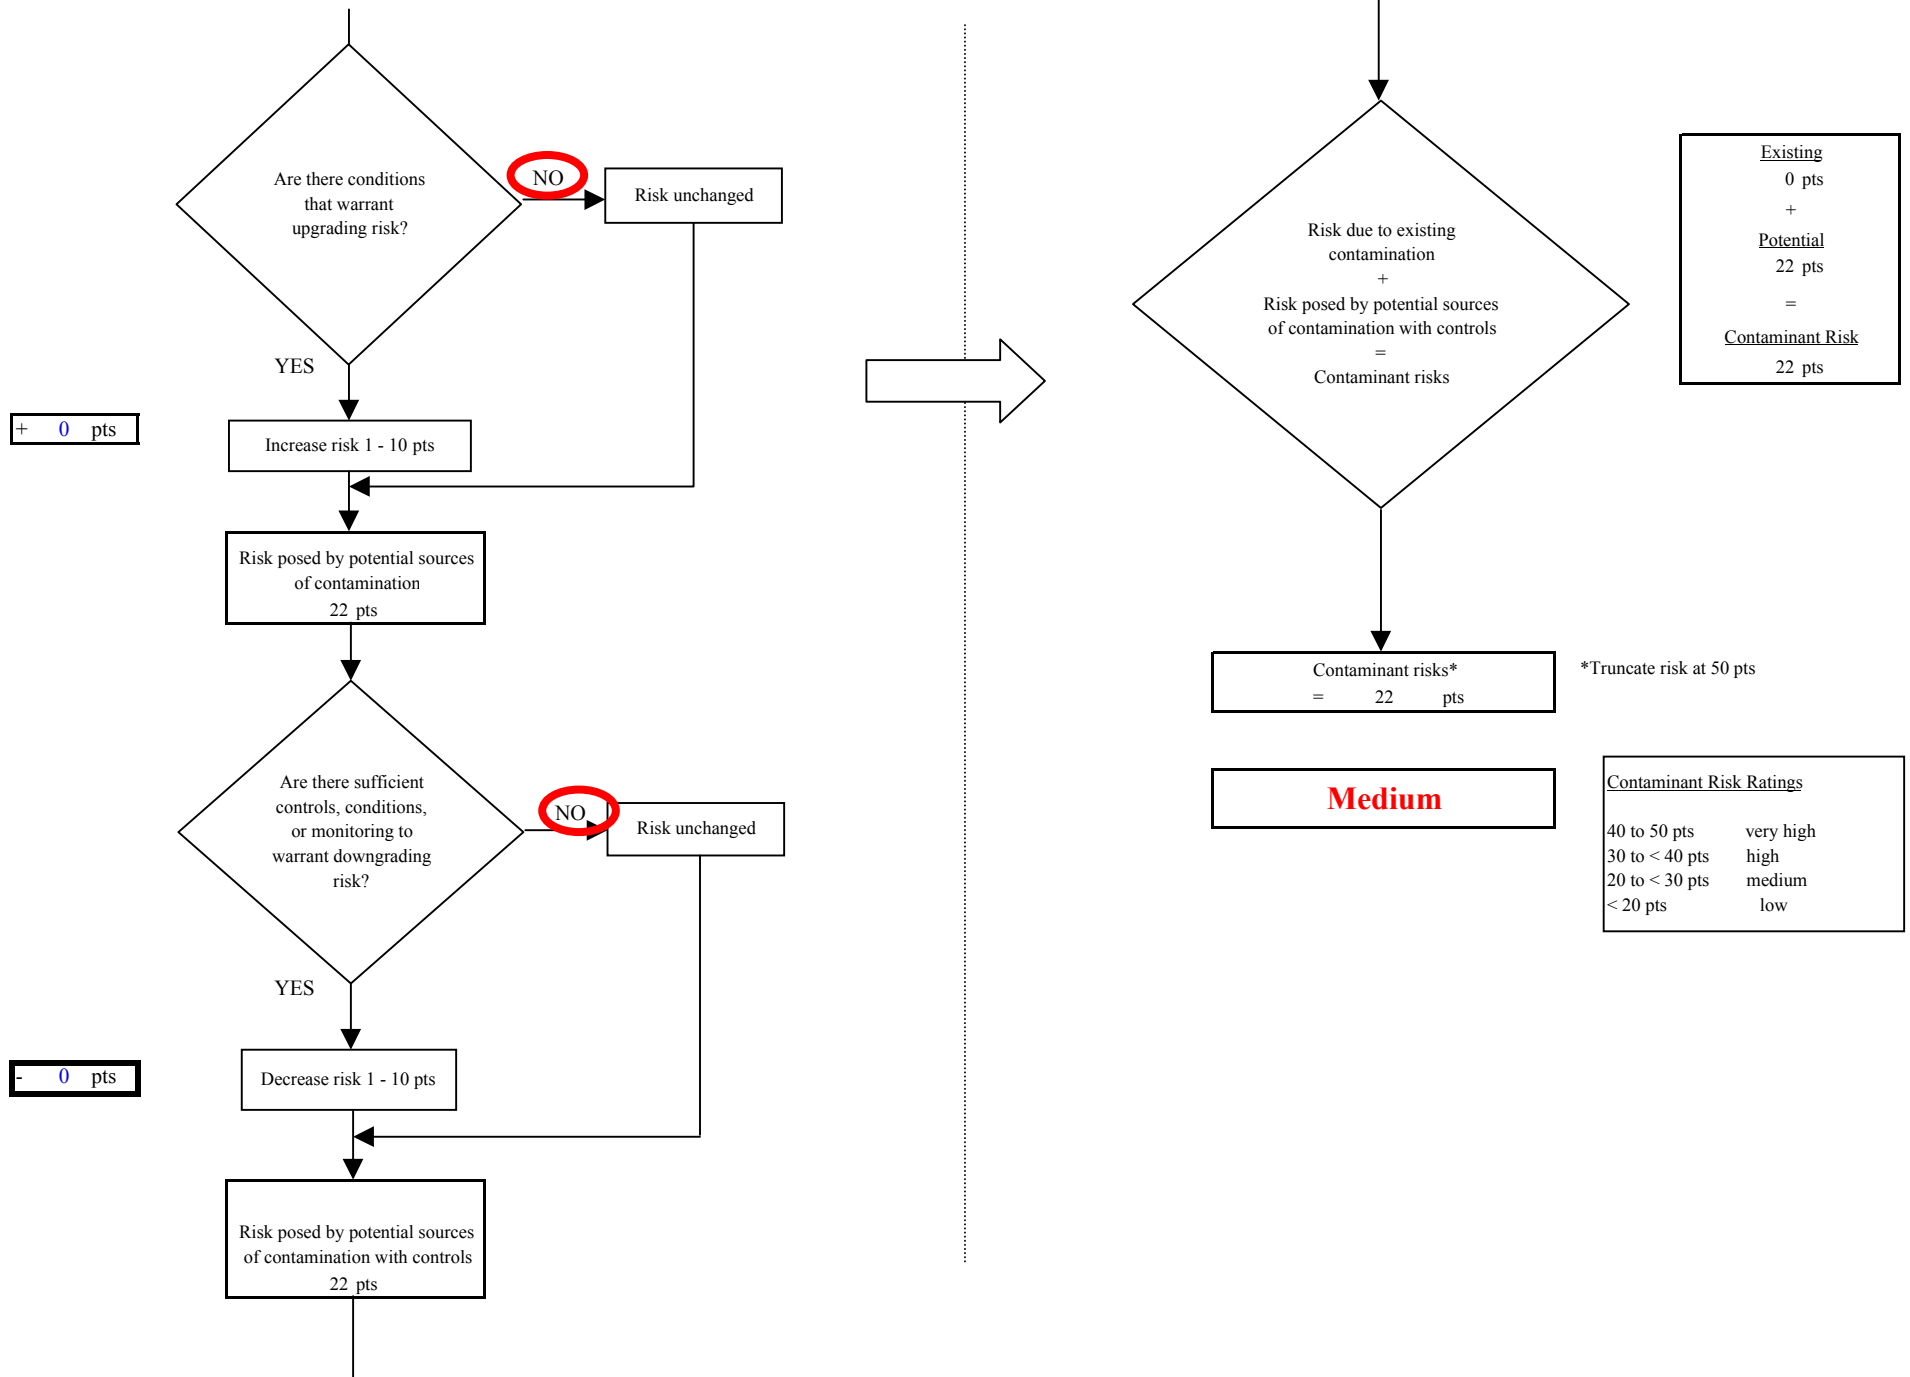 Are there conditions
that warrant
upgrading risk?
NO
Risk unchanged
YES
+ 0 pts
Increase risk 1 - 10 pts
Risk posed by potential sources
of contamination
22 pts
Are there sufficient
controls, conditions,
or monitoring to
warrant downgrading
risk?
NO
Risk unchanged
YES
- 0 pts
Decrease risk 1 - 10 pts
Risk posed by potential sources
of contamination with controls
22 pts
Risk due to existing
contamination
+
Risk posed by potential sources
of contamination with controls
=
Contaminant risks
Existing
0 pts
+
Potential
22 pts
=
Contaminant Risk
22 pts
Contaminant risks*
= 22 pts
*Truncate risk at 50 pts
Medium
Contaminant Risk Ratings
40 to 50 pts very high
30 to < 40 pts high
20 to < 30 pts medium
< 20 pts low